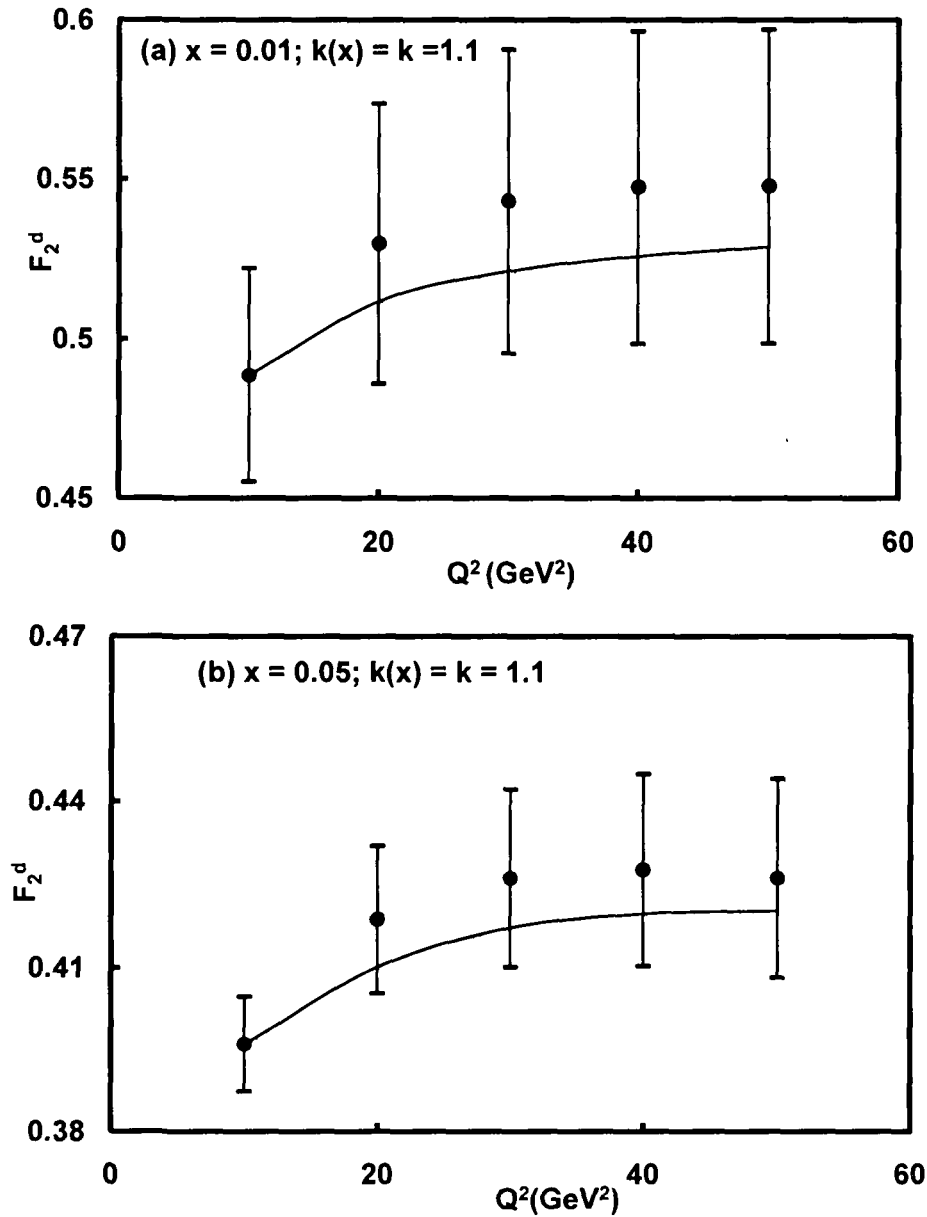 0.6
(a) x = 0.01; k(x) = k =1.1
0.55
F₂ᵈ
0.5
0.45
0 20 40 60
Q² (GeV²)
0.47
(b) x = 0.05; k(x) = k = 1.1
0.44
F₂ᵈ
0.41
0.38
0 20 40 60
Q²(GeV²)